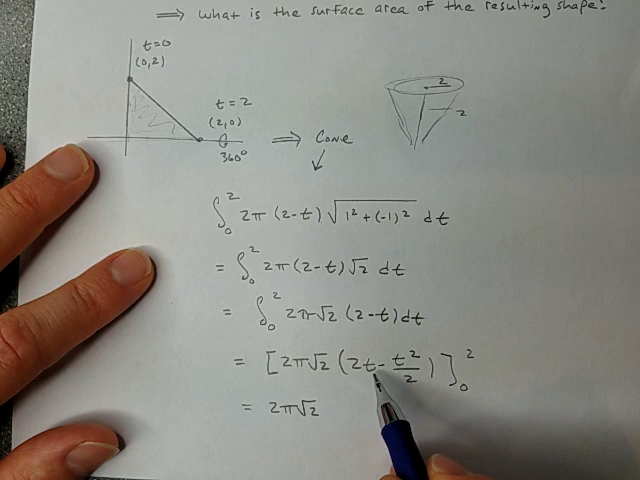 ⇒ What is the surface area of the resulting shape?
t=0
(0,2)
t=2
(2,0)
360°
⇒ Cone
2
2
∫₀² 2π(2-t)√(1²+(-1)²) dt
= ∫₀² 2π(2-t)√2 dt
= ∫₀² 2π√2 (2-t)dt
= [2π√2 (2t - t²/2)]₀²
= 2π√2